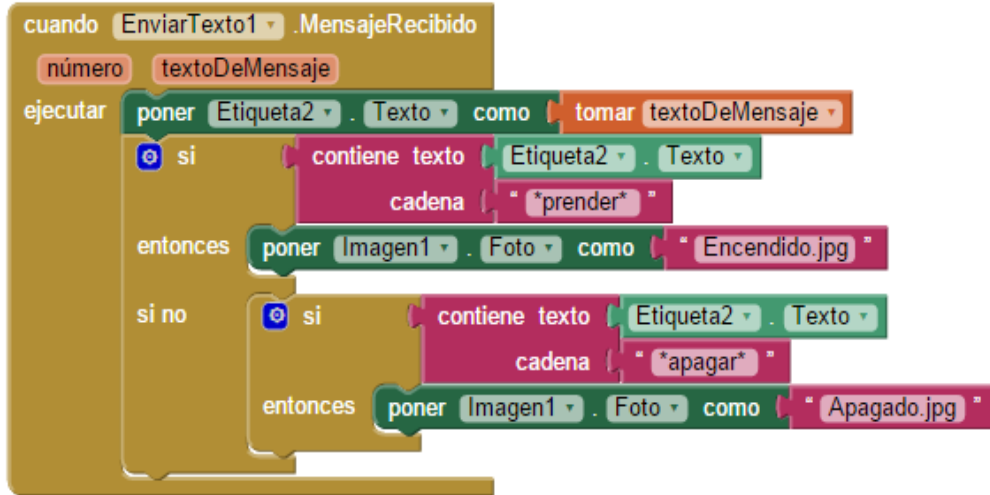 cuando EnviarTexto1 .MensajeRecibido
número textoDeMensaje
ejecutar poner Etiqueta2 . Texto como tomar textoDeMensaje
si contiene texto Etiqueta2 . Texto
cadena " *prender* "
entonces poner Imagen1 . Foto como " Encendido.jpg "
si no si contiene texto Etiqueta2 . Texto
cadena " *apagar* "
entonces poner Imagen1 . Foto como " Apagado.jpg "